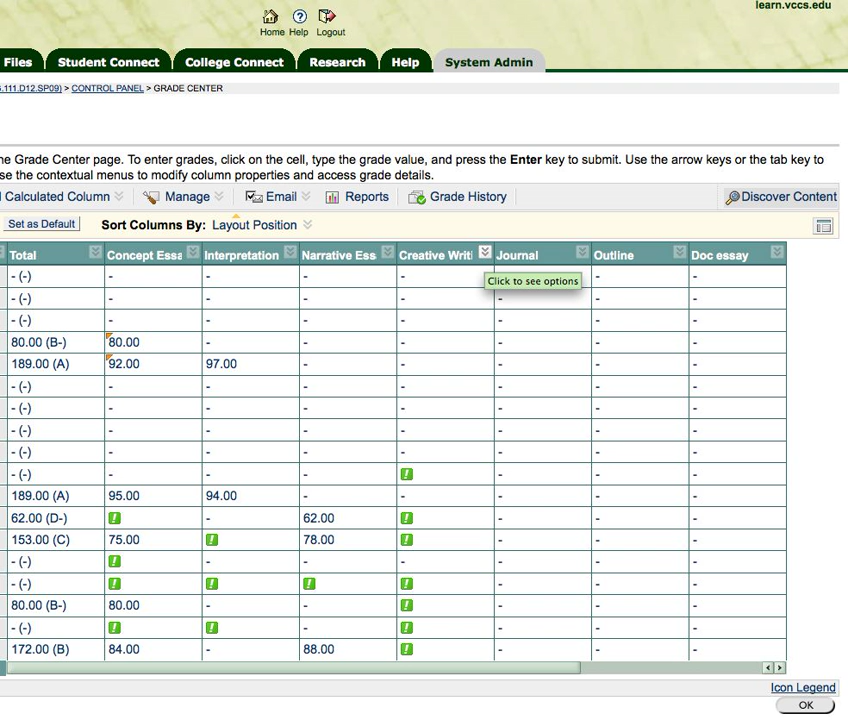 learn.vccs.edu
Home Help Logout
Files Student Connect College Connect Research Help System Admin
.111.D12.SP09) > CONTROL PANEL > GRADE CENTER
he Grade Center page. To enter grades, click on the cell, type the grade value, and press the Enter key to submit. Use the arrow keys or the tab key to
se the contextual menus to modify column properties and access grade details.
Calculated Column Manage Email Reports Grade History Discover Content
Set as Default Sort Columns By: Layout Position
Total Concept Essa Interpretation Narrative Ess Creative Writi Journal Outline Doc essay
- (-) - - - - - - -
Click to see options
- (-) - - - - - - -
- (-) - - - - - - -
80.00 (B-) 80.00 - - - - - -
189.00 (A) 92.00 97.00 - - - - -
- (-) - - - - - - -
- (-) - - - - - - -
- (-) - - - - - - -
- (-) - - - - - - -
- (-) - - - ! - - -
189.00 (A) 95.00 94.00 - - - - -
62.00 (D-) ! - 62.00 ! - - -
153.00 (C) 75.00 ! 78.00 ! - - -
- (-) ! - - - - - -
- (-) ! ! ! ! - - -
80.00 (B-) 80.00 - - ! - - -
- (-) ! ! - ! - - -
172.00 (B) 84.00 - 88.00 ! - - -
Icon Legend
OK